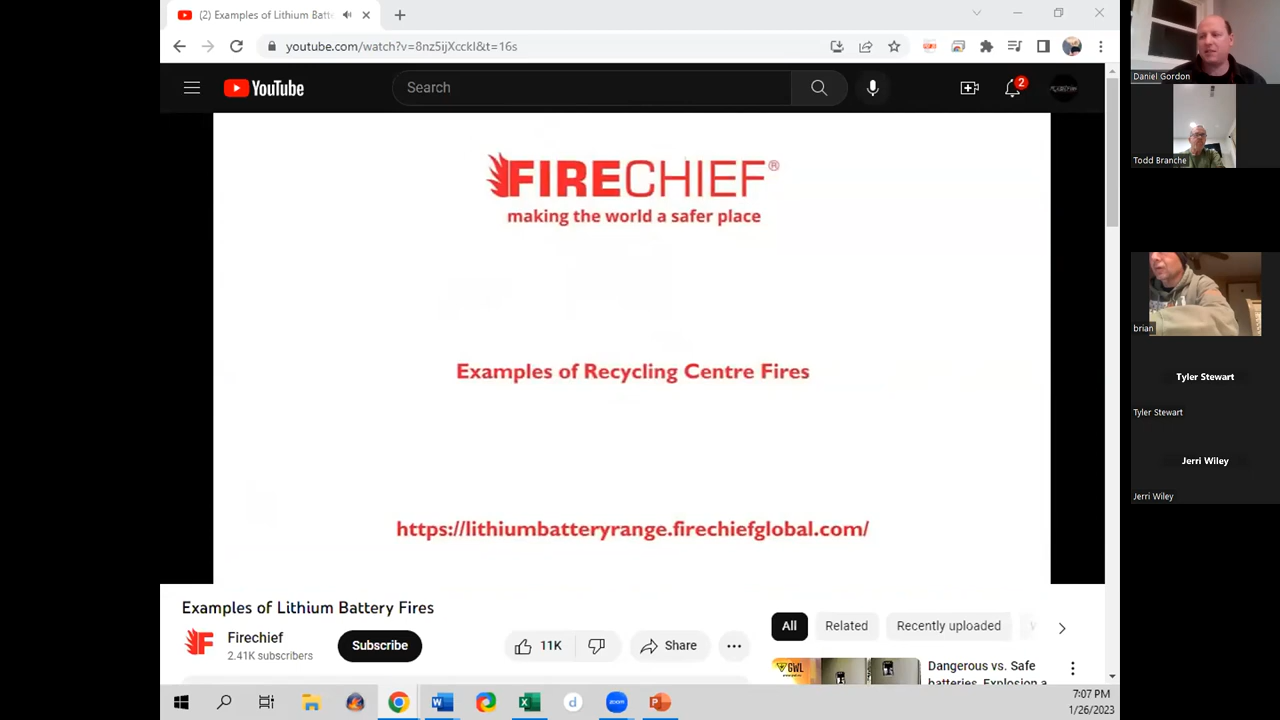 (2) Examples of Lithium Batte
youtube.com/watch?v=8nz5ijXcckI&t=16s
YouTube
Search
2
FIRECHIEF®
making the world a safer place
Examples of Recycling Centre Fires
https://lithiumbatteryrange.firechiefglobal.com/
Examples of Lithium Battery Fires
Firechief
2.41K subscribers
Subscribe
11K
Share
All
Related
Recently uploaded
GWL
Dangerous vs. Safe
batteries, Explosion a
zoom
7:07 PM
1/26/2023
Daniel Gordon
Todd Branche
brian
Tyler Stewart
Tyler Stewart
Jerri Wiley
Jerri Wiley